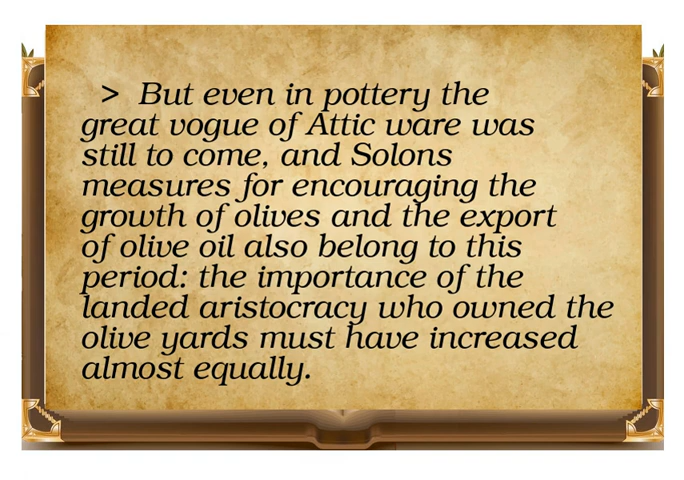 > But even in pottery the
great vogue of Attic ware was
still to come, and Solons
measures for encouraging the
growth of olives and the export
of olive oil also belong to this
period: the importance of the
landed aristocracy who owned the
olive yards must have increased
almost equally.